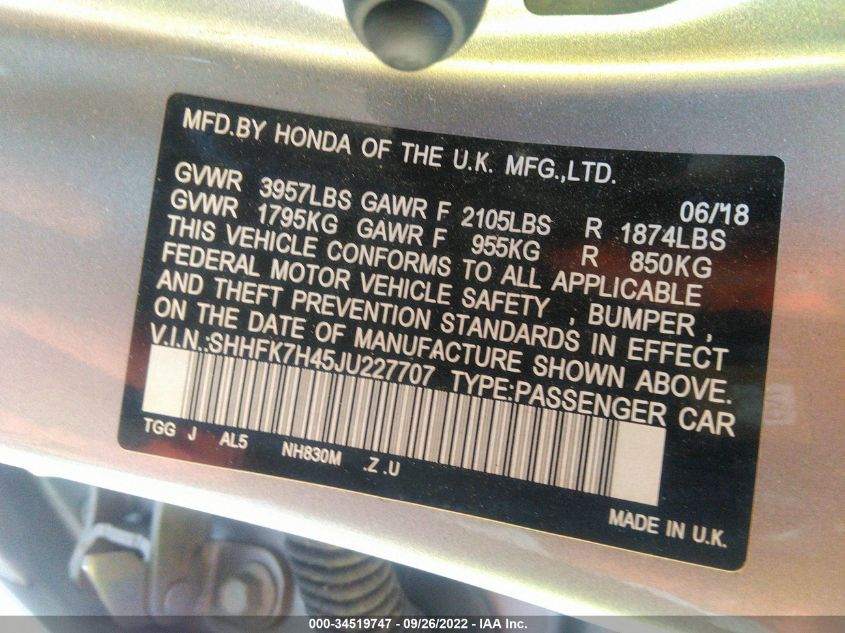 MFD.BY HONDA OF THE U.K. MFG.,LTD.
06/18
GVWR 3957LBS GAWR F 2105LBS R 1874LBS
GVWR 1795KG GAWR F 955KG R 850KG
THIS VEHICLE CONFORMS TO ALL APPLICABLE
FEDERAL MOTOR VEHICLE SAFETY , BUMPER ,
AND THEFT PREVENTION STANDARDS IN EFFECT
ON THE DATE OF MANUFACTURE SHOWN ABOVE.
V.I.N.:SHHFK7H45JU227707 TYPE:PASSENGER CAR
TGG J AL5 NH830M .Z .U
MADE IN U.K.
000-34519747 - 09/26/2022 - IAA Inc.